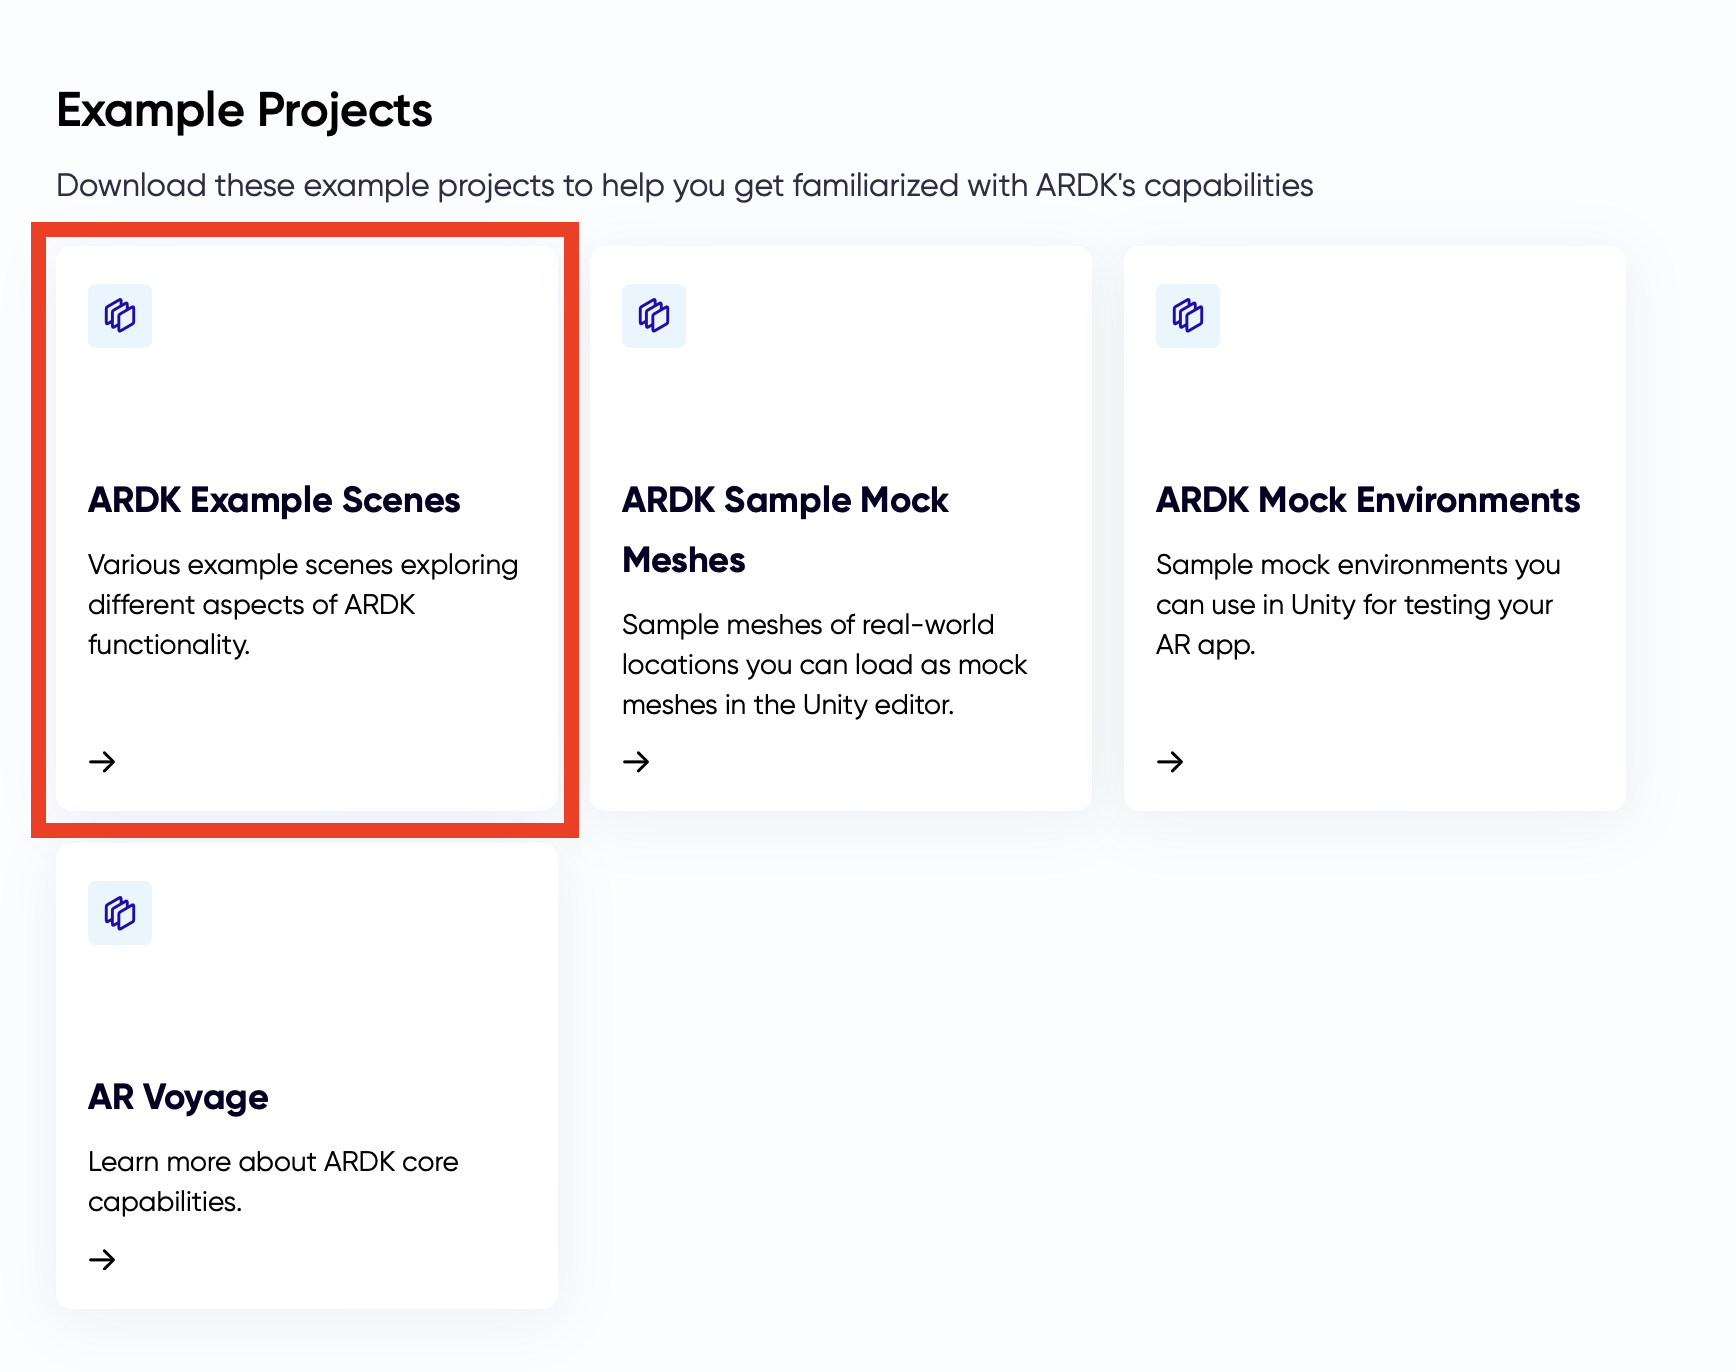 Example Projects
Download these example projects to help you get familiarized with ARDK's capabilities
ARDK Example Scenes
Various example scenes exploring
different aspects of ARDK
functionality.
ARDK Sample Mock
Meshes
Sample meshes of real-world
locations you can load as mock
meshes in the Unity editor.
ARDK Mock Environments
Sample mock environments you
can use in Unity for testing your
AR app.
AR Voyage
Learn more about ARDK core
capabilities.